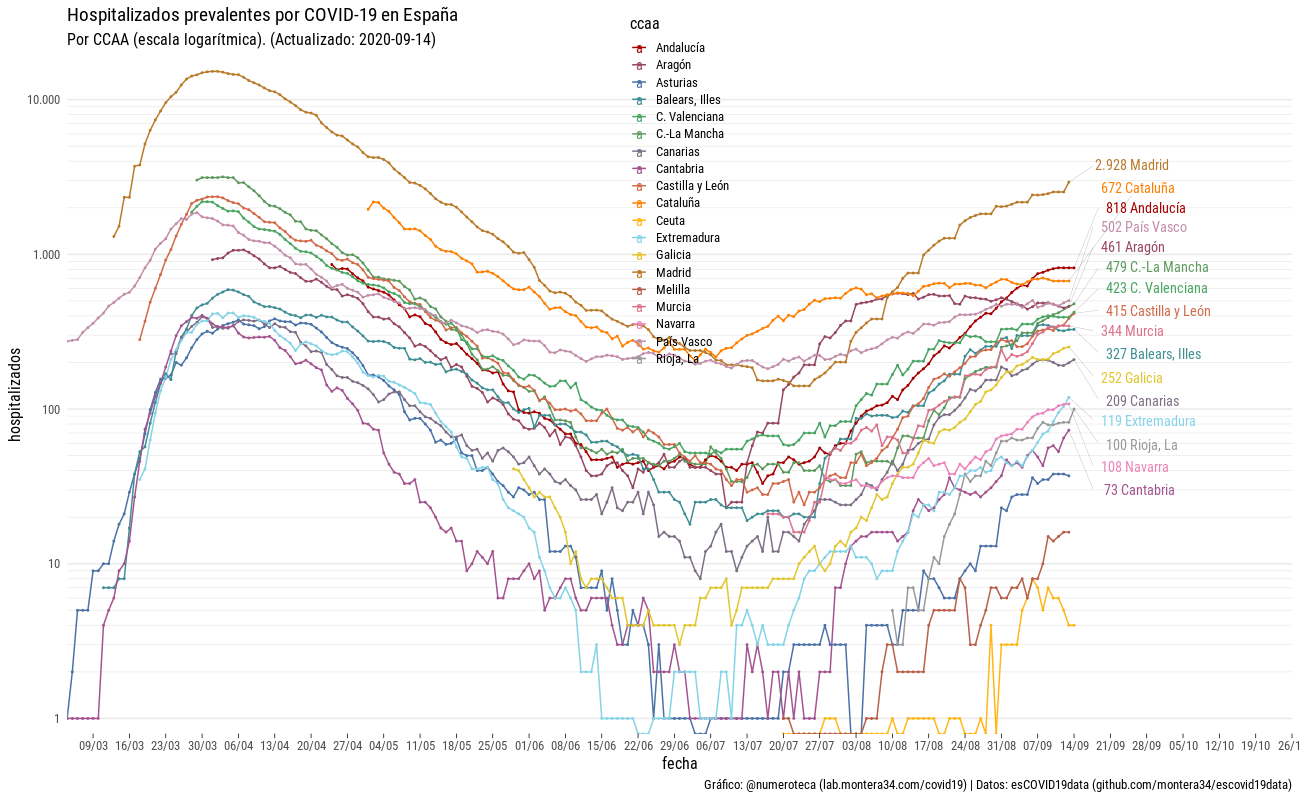 Hospitalizados prevalentes por COVID-19 en España
Por CCAA (escala logarítmica). (Actualizado: 2020-09-14)
ccaa
Andalucía
Aragón
Asturias
Balears, Illes
C. Valenciana
C.-La Mancha
Canarias
Cantabria
Castilla y León
Cataluña
Ceuta
Extremadura
Galicia
Madrid
Melilla
Murcia
Navarra
País Vasco
Rioja, La
hospitalizados
10.000
1.000
100
10
1
2.928 Madrid
672 Cataluña
818 Andalucía
502 País Vasco
461 Aragón
479 C.-La Mancha
423 C. Valenciana
415 Castilla y León
344 Murcia
327 Balears, Illes
252 Galicia
209 Canarias
119 Extremadura
100 Rioja, La
108 Navarra
73 Cantabria
09/03 16/03 23/03 30/03 06/04 13/04 20/04 27/04 04/05 11/05 18/05 25/05 01/06 08/06 15/06 22/06 29/06 06/07 13/07 20/07 27/07 03/08 10/08 17/08 24/08 31/08 07/09 14/09 21/09 28/09 05/10 12/10 19/10 26/1
fecha
Gráfico: @numeroteca (lab.montera34.com/covid19) | Datos: esCOVID19data (github.com/montera34/escovid19data)